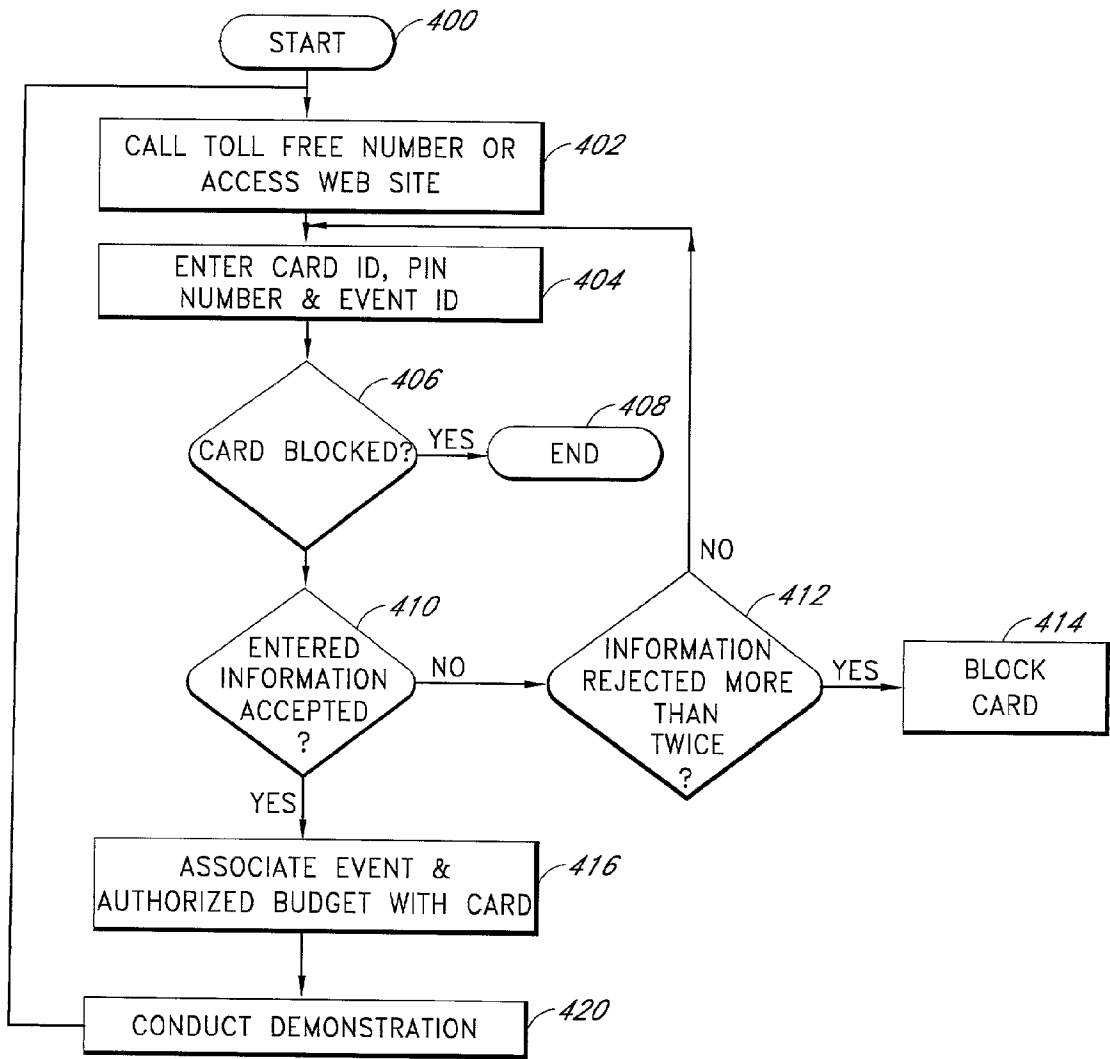 START
400
CALL TOLL FREE NUMBER OR
ACCESS WEB SITE
402
ENTER CARD ID, PIN
NUMBER & EVENT ID
404
406
CARD BLOCKED?
YES
408
END
NO
410
ENTERED
INFORMATION
ACCEPTED
?
NO
412
INFORMATION
REJECTED MORE
THAN
TWICE
?
YES
414
BLOCK
CARD
YES
ASSOCIATE EVENT &
AUTHORIZED BUDGET WITH CARD
416
CONDUCT DEMONSTRATION
420